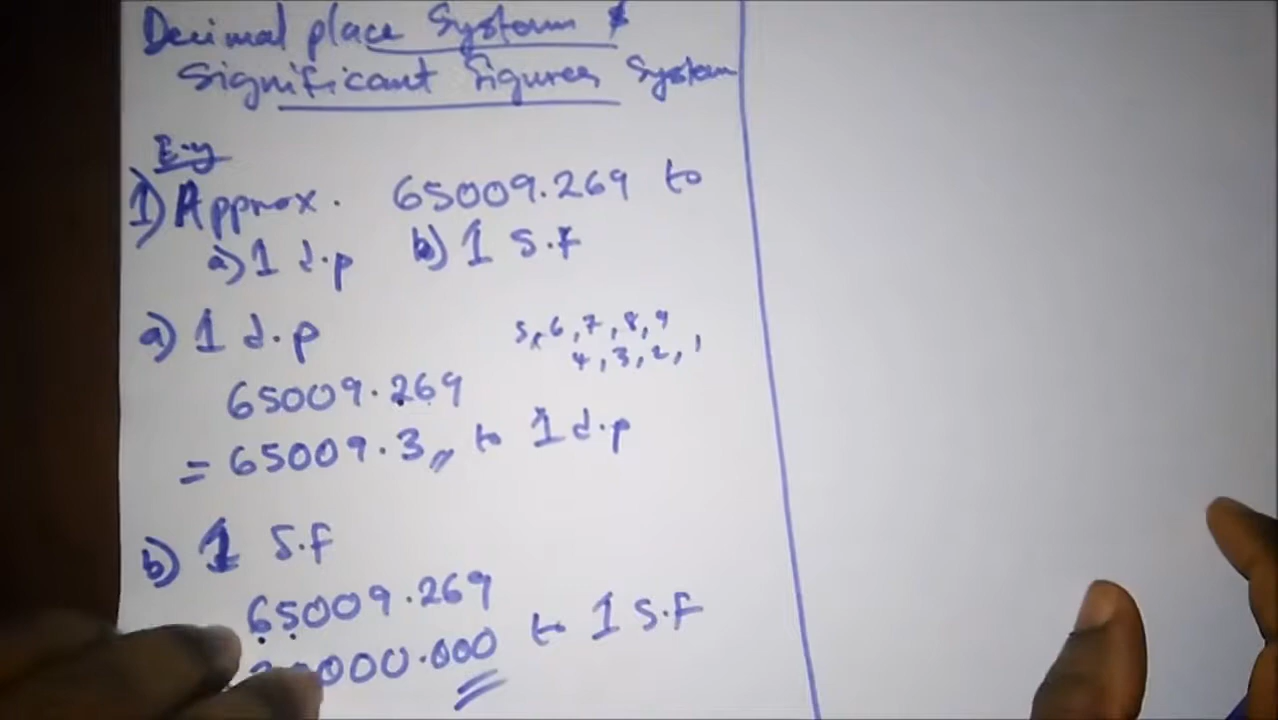 Decimal place System &
Significant figures System
E.g
1) Approx. 65009.269 to
a) 1 d.p b) 1 S.F
a) 1 d.p
5, 6, 7, 8, 9
4, 3, 2, 1
65009.269
= 65009.3,, to 1 d.p
b) 1 S.F
65009.269
000.000 to 1 S.F